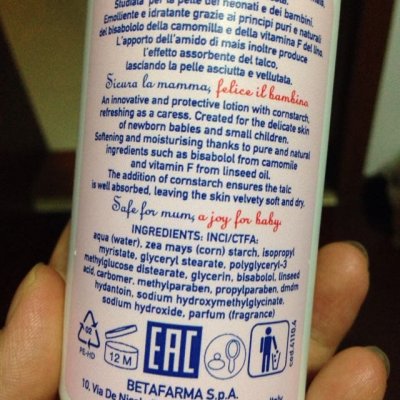 Studiata per la pelle dei neonati e dei bambini.
Emolliente e idratante grazie ai principi puri e naturali
del bisabololo della camomilla e della vitamina F del lino.
L'apporto dell'amido di mais inoltre produce
l'effetto assorbente del talco,
lasciando la pelle asciutta e vellutata.
Sicura la mamma, felice il bambino
An innovative and protective lotion with cornstarch,
refreshing as a caress. Created for the delicate skin
of newborn babies and small children.
Softening and moisturising thanks to pure and natural
ingredients such as bisabolol from camomile
and vitamin F from linseed oil.
The addition of cornstarch ensures the talc
is well absorbed, leaving the skin velvety soft and dry.
Safe for mum, a joy for baby.
INGREDIENTS: INCI/CTFA:
aqua (water), zea mays (corn) starch, isopropyl
myristate, glyceryl stearate, polyglyceryl-3
methylglucose distearate, glycerin, bisabolol, linseed
acid, carbomer, methylparaben, propylparaben, dmdm
hydantoin, sodium hydroxymethylglycinate,
sodium hydroxide, parfum (fragrance)
02
PE-HD
12 M
EAC
cod.4110.4
BETAFARMA S.p.A.
10, Via De